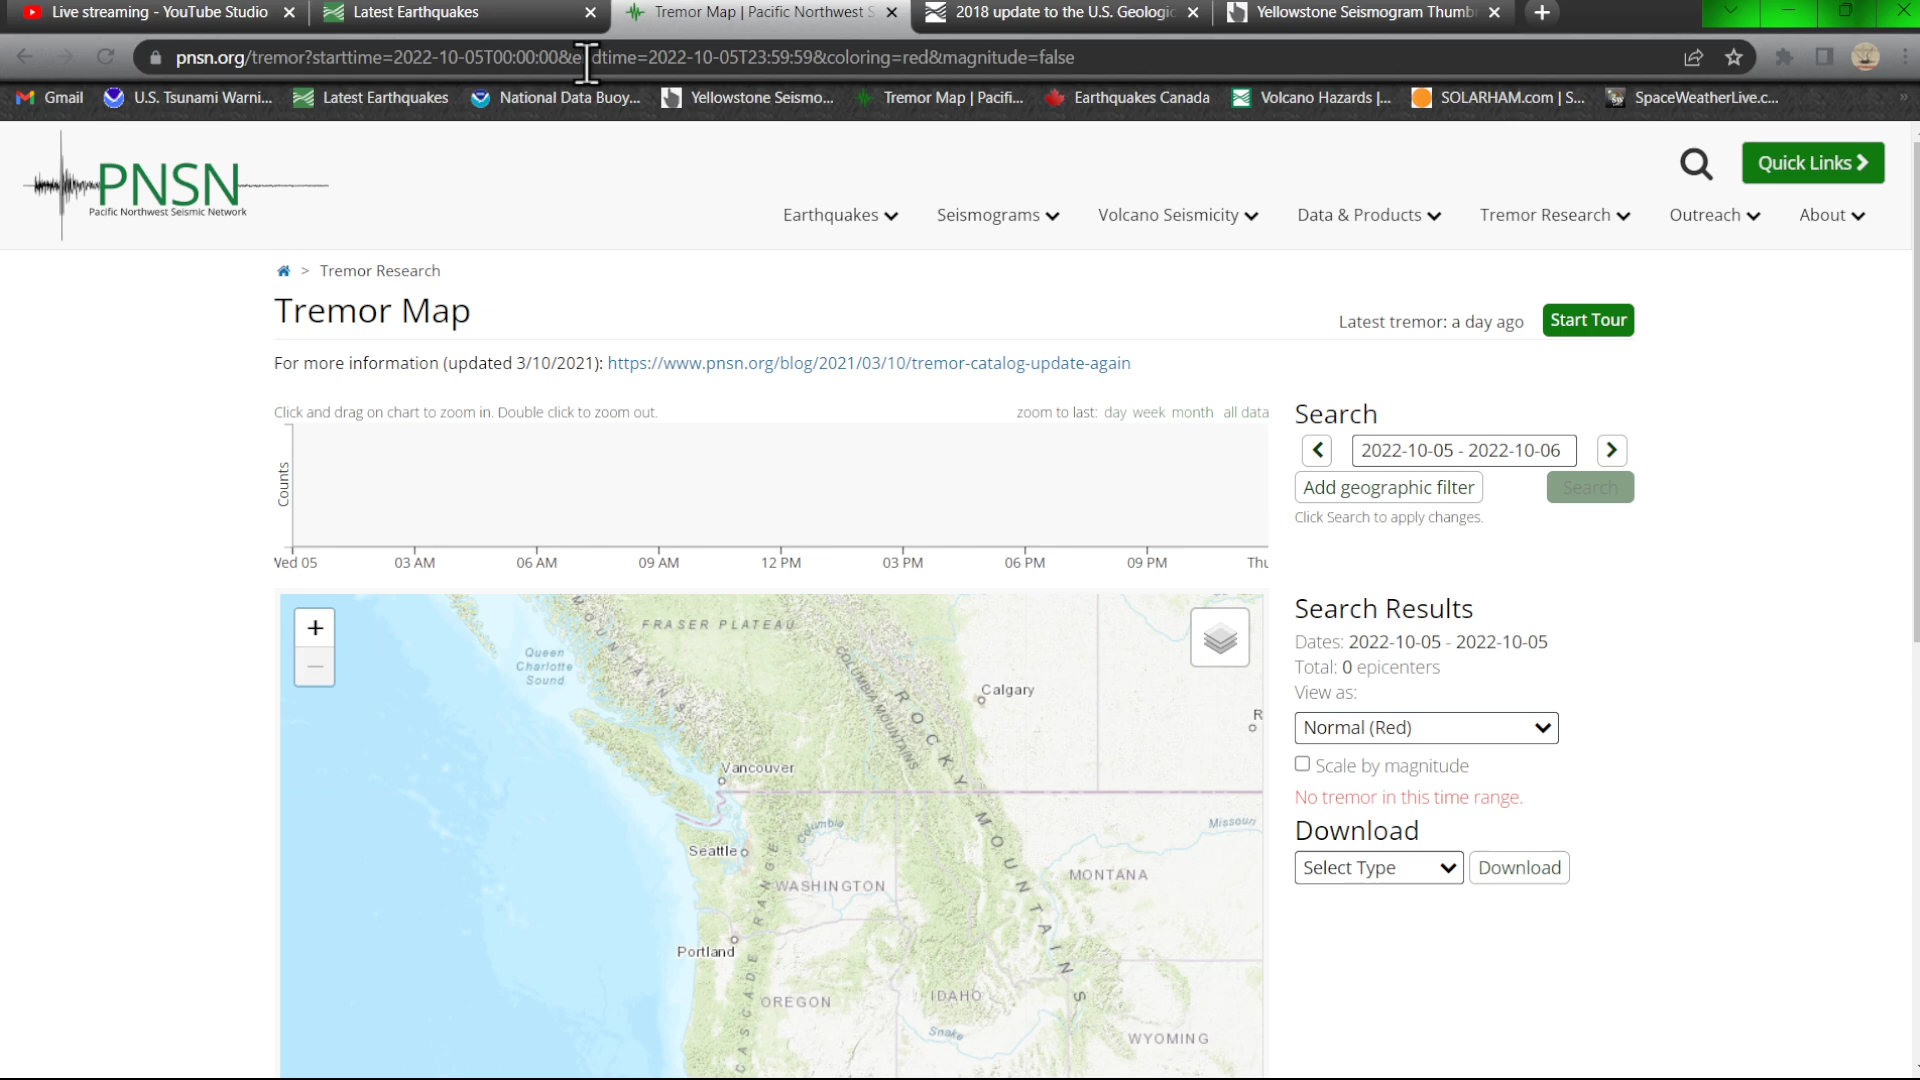 Live streaming - YouTube Studio
Latest Earthquakes
Tremor Map | Pacific Northwest S
2018 update to the U.S. Geologic
Yellowstone Seismogram Thumb
pnsn.org/tremor?starttime=2022-10-05T00:00:00&e dtime=2022-10-05T23:59:59&coloring=red&magnitude=false
Gmail
U.S. Tsunami Warni...
Latest Earthquakes
National Data Buoy...
Yellowstone Seismo...
Tremor Map | Pacifi...
Earthquakes Canada
Volcano Hazards |...
SOLARHAM.com | S...
SpaceWeatherLive.c...
PNSN
Pacific Northwest Seismic Network
Quick Links
Earthquakes
Seismograms
Volcano Seismicity
Data & Products
Tremor Research
Outreach
About
> Tremor Research
Tremor Map
Latest tremor: a day ago
Start Tour
For more information (updated 3/10/2021): https://www.pnsn.org/blog/2021/03/10/tremor-catalog-update-again
Click and drag on chart to zoom in. Double click to zoom out.
zoom to last: day week month all data
Counts
Wed 05
03 AM
06 AM
09 AM
12 PM
03 PM
06 PM
09 PM
Thu
Search
2022-10-05 - 2022-10-06
Add geographic filter
Search
Click Search to apply changes.
+
−
FRASER PLATEAU
Queen
Charlotte
Sound
MOUNTAINS
COLUMBIA MOUNTAINS
ROCKY MOUNTAINS
Calgary
R
Vancouver
Columbia
Missouri
Seattle
WASHINGTON
MONTANA
Portland
CASCADE RANGE
OREGON
IDAHO
Snake
WYOMING
Search Results
Dates: 2022-10-05 - 2022-10-05
Total: 0 epicenters
View as:
Normal (Red)
Scale by magnitude
No tremor in this time range.
Download
Select Type
Download